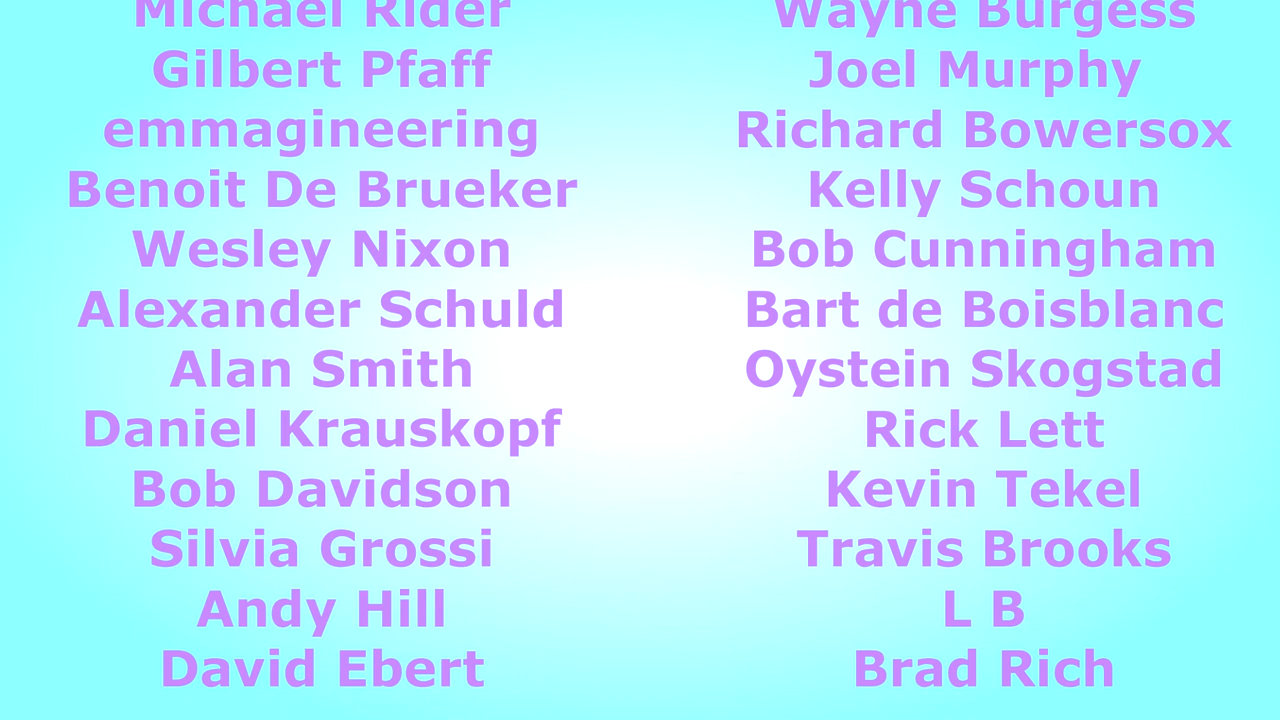 Michael Rider
Gilbert Pfaff
emmagineering
Benoit De Brueker
Wesley Nixon
Alexander Schuld
Alan Smith
Daniel Krauskopf
Bob Davidson
Silvia Grossi
Andy Hill
David Ebert
Wayne Burgess
Joel Murphy
Richard Bowersox
Kelly Schoun
Bob Cunningham
Bart de Boisblanc
Oystein Skogstad
Rick Lett
Kevin Tekel
Travis Brooks
L B
Brad Rich